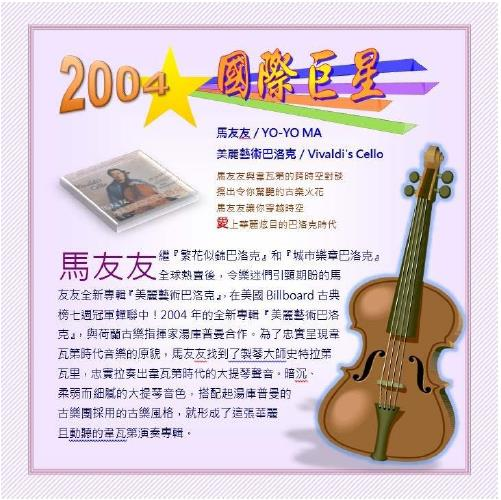 2004 國際巨星
馬友友 / YO-YO MA
美麗藝術巴洛克 / Vivaldi's Cello
馬友友與韋瓦第的跨時空對談
擦出令你驚艷的古樂火花
馬友友讓你穿越時空
愛上華麗炫目的巴洛克時代
馬友友繼『繁花似錦巴洛克』和『城市樂章巴洛克』
全球熱賣後，令樂迷們引頸期盼的馬
友友全新專輯『美麗藝術巴洛克』，在美國 Billboard 古典
榜七週冠軍蟬聯中！2004 年的全新專輯『美麗藝術巴洛
克』，與荷蘭古樂指揮家湯庫普曼合作。為了忠實呈現韋
瓦第時代音樂的原貌，馬友友找到了製琴大師史特拉第
瓦里，忠實拉奏出韋瓦第時代的大提琴聲音。暗沉、
柔弱而細膩的大提琴音色，搭配起湯庫普曼的
古樂團採用的古樂風格，就形成了這張華麗
且動聽的韋瓦第演奏專輯。